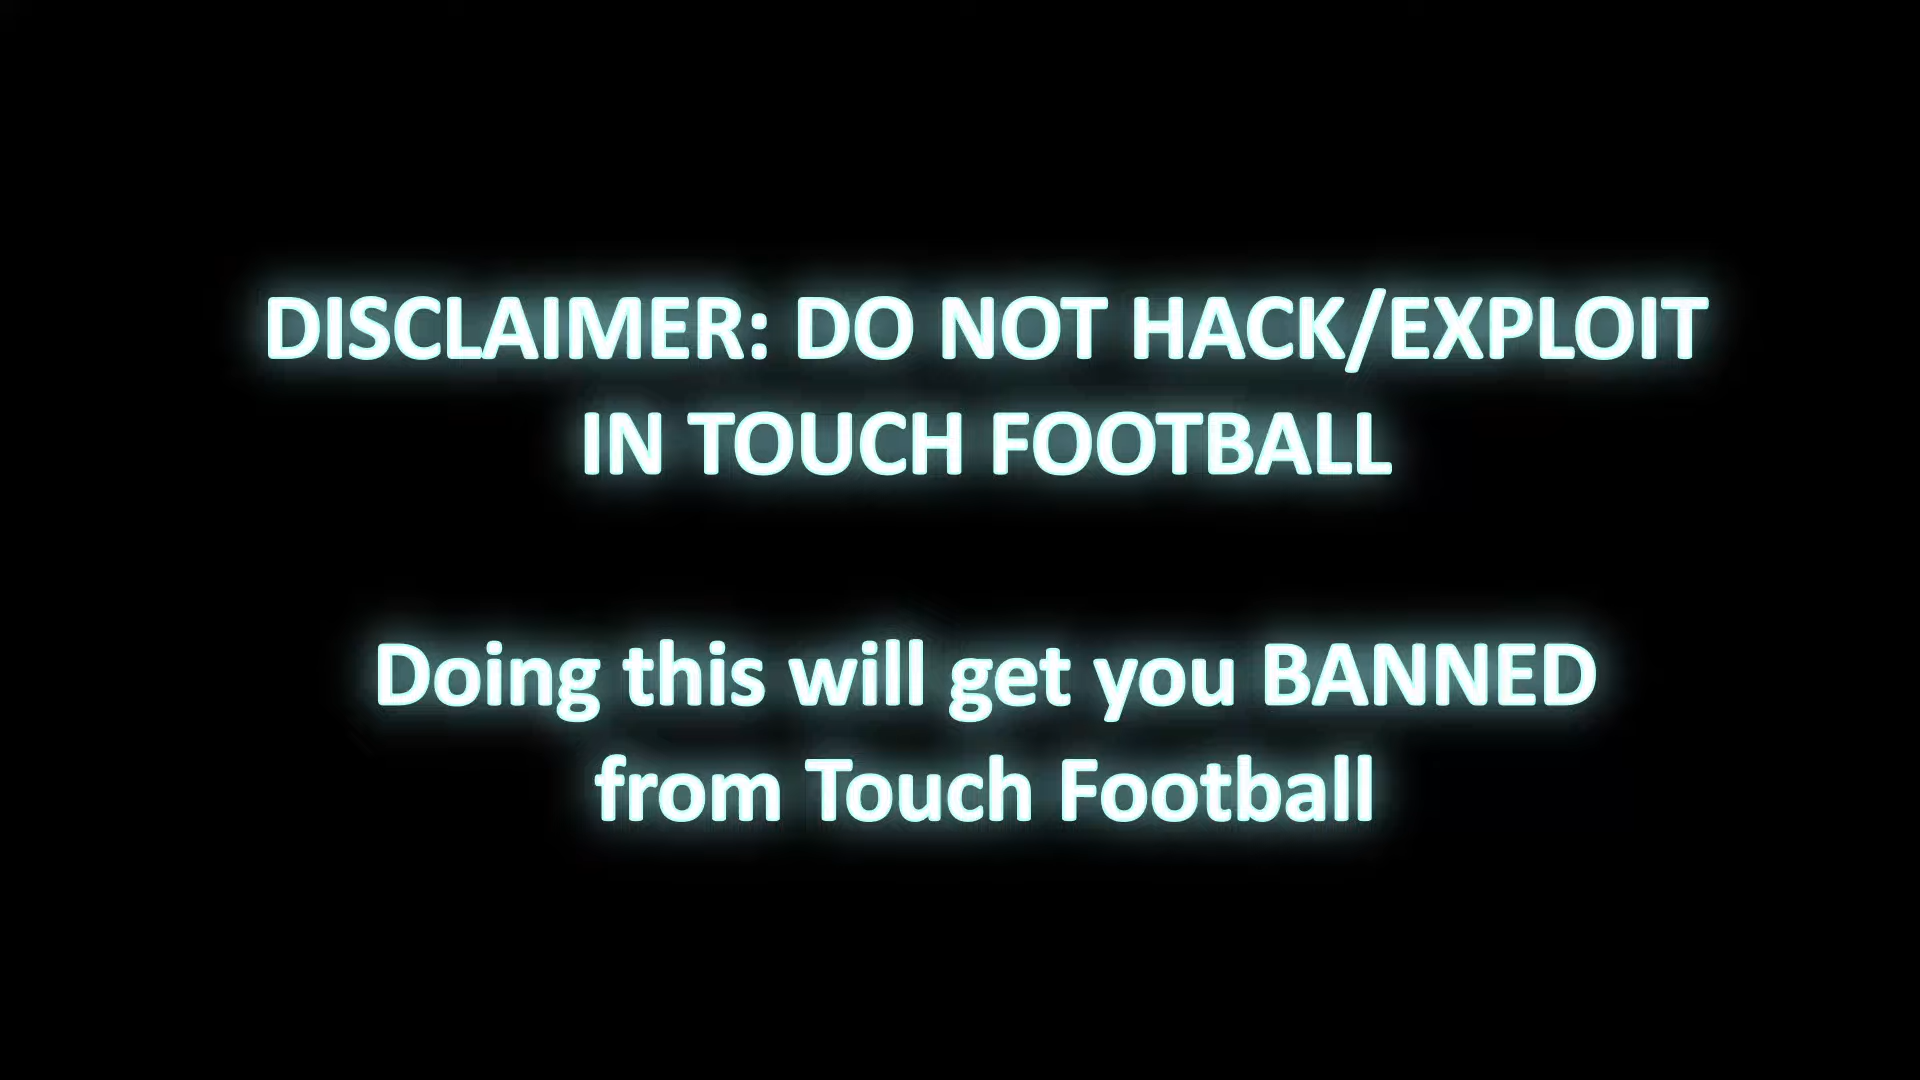 DISCLAIMER: DO NOT HACK/EXPLOIT
IN TOUCH FOOTBALL
Doing this will get you BANNED
from Touch Football